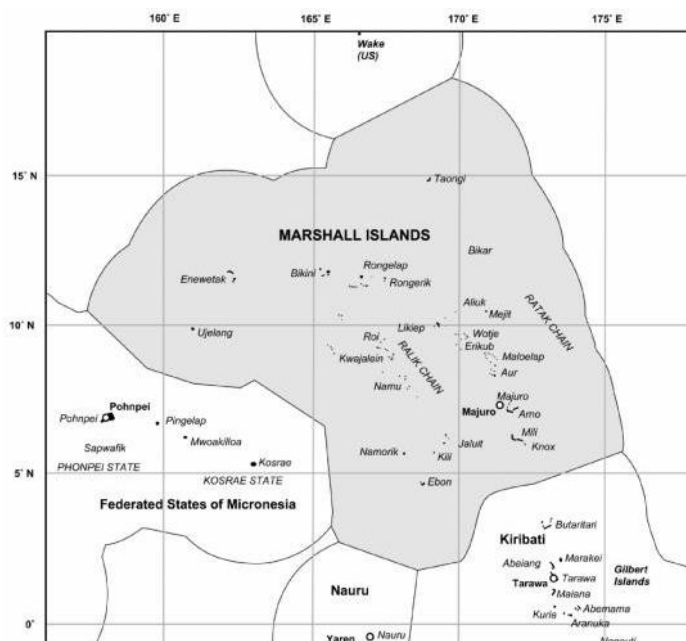 160° E
165° E
170° E
175° E
Wake
(US)
15° N
Taongi
MARSHALL ISLANDS
Bikar
Enewetak
Bikini
Rongelap
Rongerik
Ailuk
Mejit
RATAK CHAIN
10° N
Ujelang
Likiep
Wotje
Erikub
Roi
Kwajalein
RALIK CHAIN
Maloelap
Aur
Namu
Majuro
Majuro
Arno
Pohnpei
Pohnpei
Pingelap
Mwoakilloa
Sapwafik
PHONPEI STATE
Kosrae
KOSRAE STATE
Namorik
Kili
Jaluit
Mili
Knox
5° N
Ebon
Federated States of Micronesia
Butaritari
Kiribati
Marakei
Abeiang
Gilbert
Islands
Tarawa
Tarawa
Maiana
Nauru
Kuria
Abemama
Aranuka
0°
Yaren
Nauru